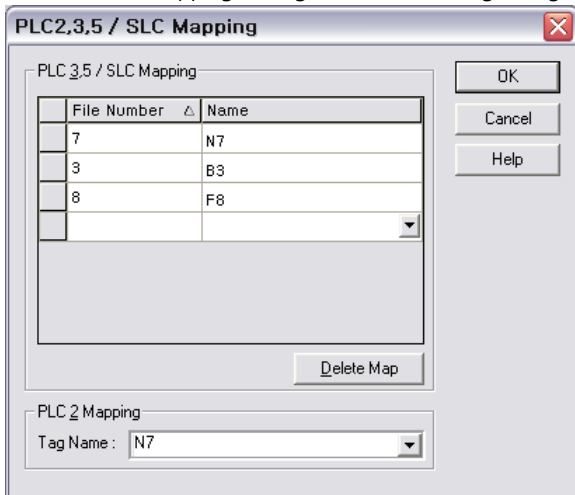 PLC2,3,5 / SLC Mapping
PLC 3,5 / SLC Mapping
File Number Name
7 N7
3 B3
8 F8
Delete Map
PLC 2 Mapping
Tag Name : N7
OK
Cancel
Help